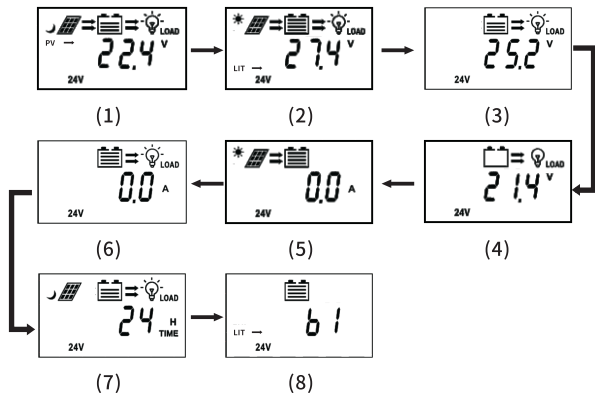 LOAD
PV → 22.4 V
24V
(1)
LOAD
LIT → 27.4 V
24V
(2)
LOAD
25.2 V
24V
(3)
LOAD
21.4 V
24V
(4)
0.0 A
24V
(5)
LOAD
0.0 A
24V
(6)
LOAD
24 H
TIME
24V
(7)
LIT → b1
24V
(8)